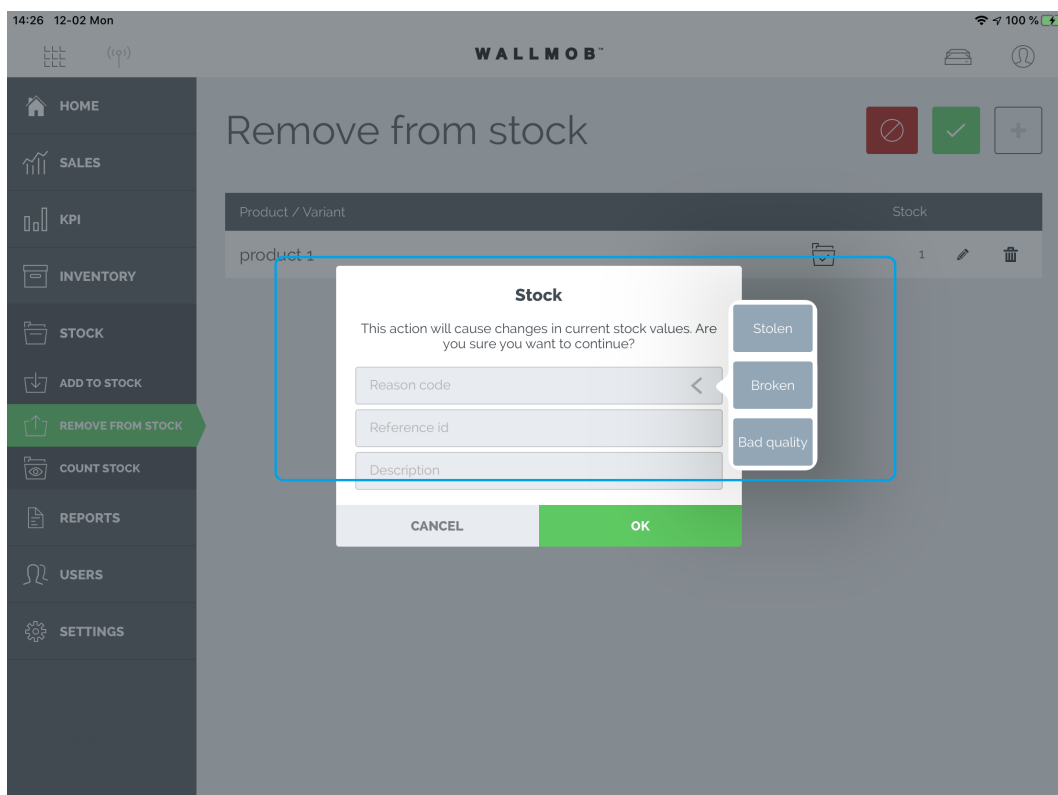 14:26 12-02 Mon
100 %
WALLMOB™
HOME
SALES
KPI
INVENTORY
STOCK
ADD TO STOCK
REMOVE FROM STOCK
COUNT STOCK
REPORTS
USERS
SETTINGS
Remove from stock
Product / Variant Stock
product 1 1
Stock
This action will cause changes in current stock values. Are
you sure you want to continue?
Reason code
Reference id
Description
CANCEL OK
Stolen
Broken
Bad quality